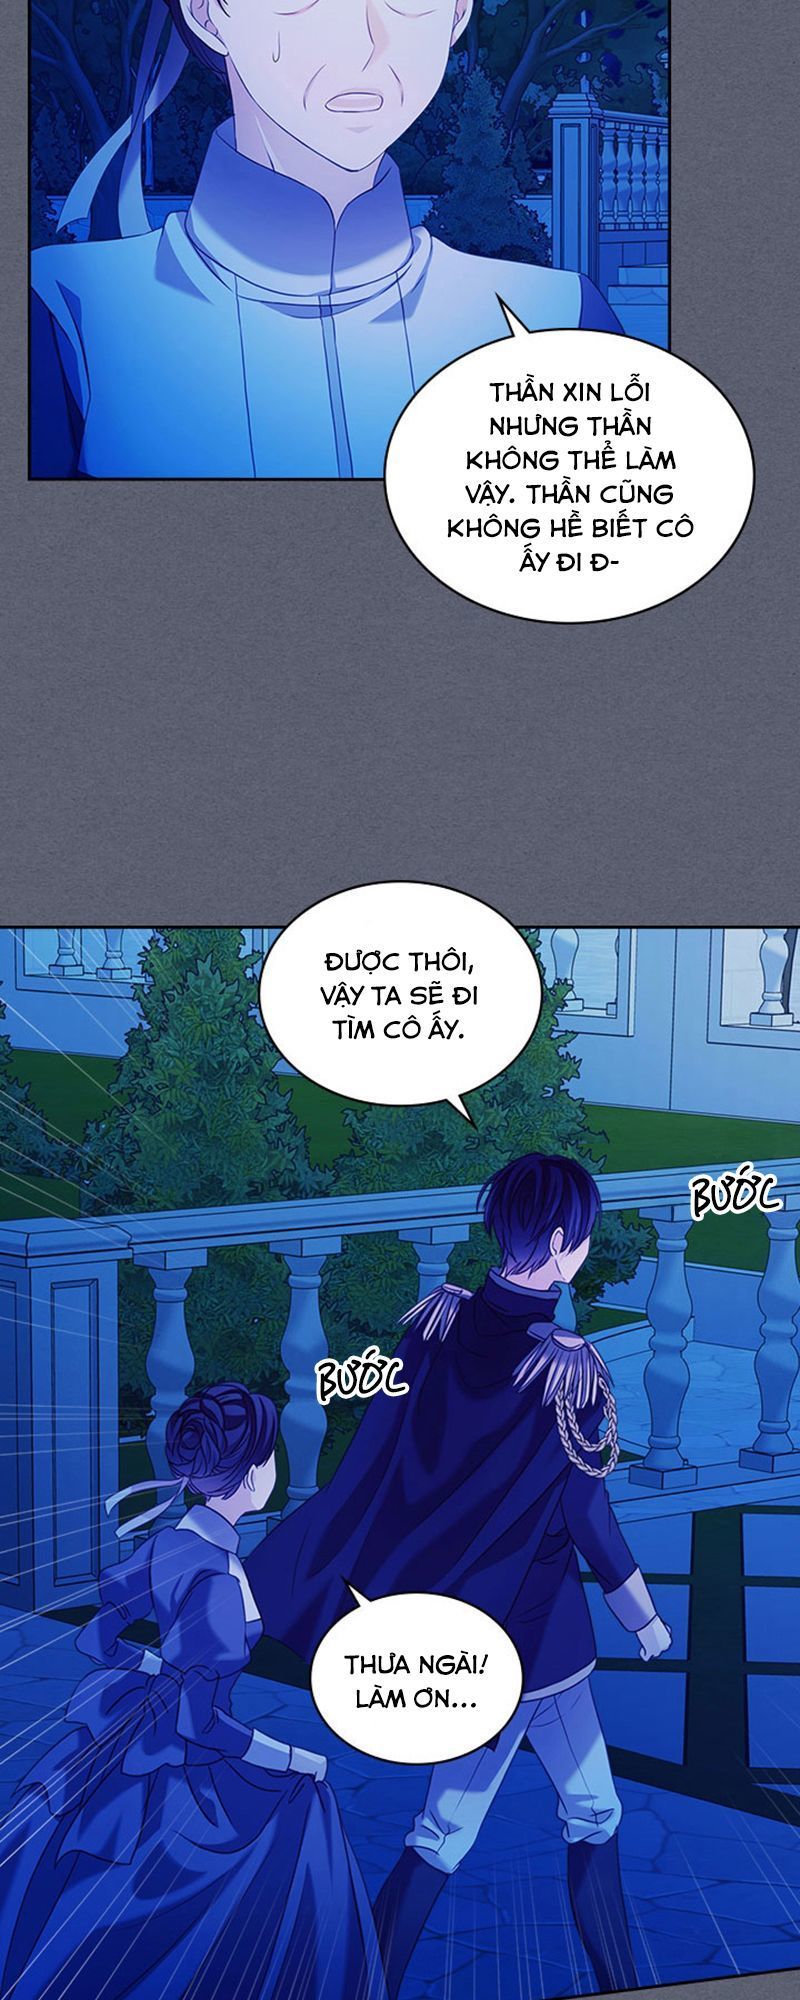 THẦN XIN LỖI
NHƯNG THẦN
KHÔNG THỂ LÀM
VẬY. THẦN CŨNG
KHÔNG HỀ BIẾT CÔ
ẤY ĐI Đ-
ĐƯỢC THÔI,
VẬY TA SẼ ĐI
TÌM CÔ ẤY.
BƯỚC
BƯỚC
THƯA NGÀI!
LÀM ƠN...